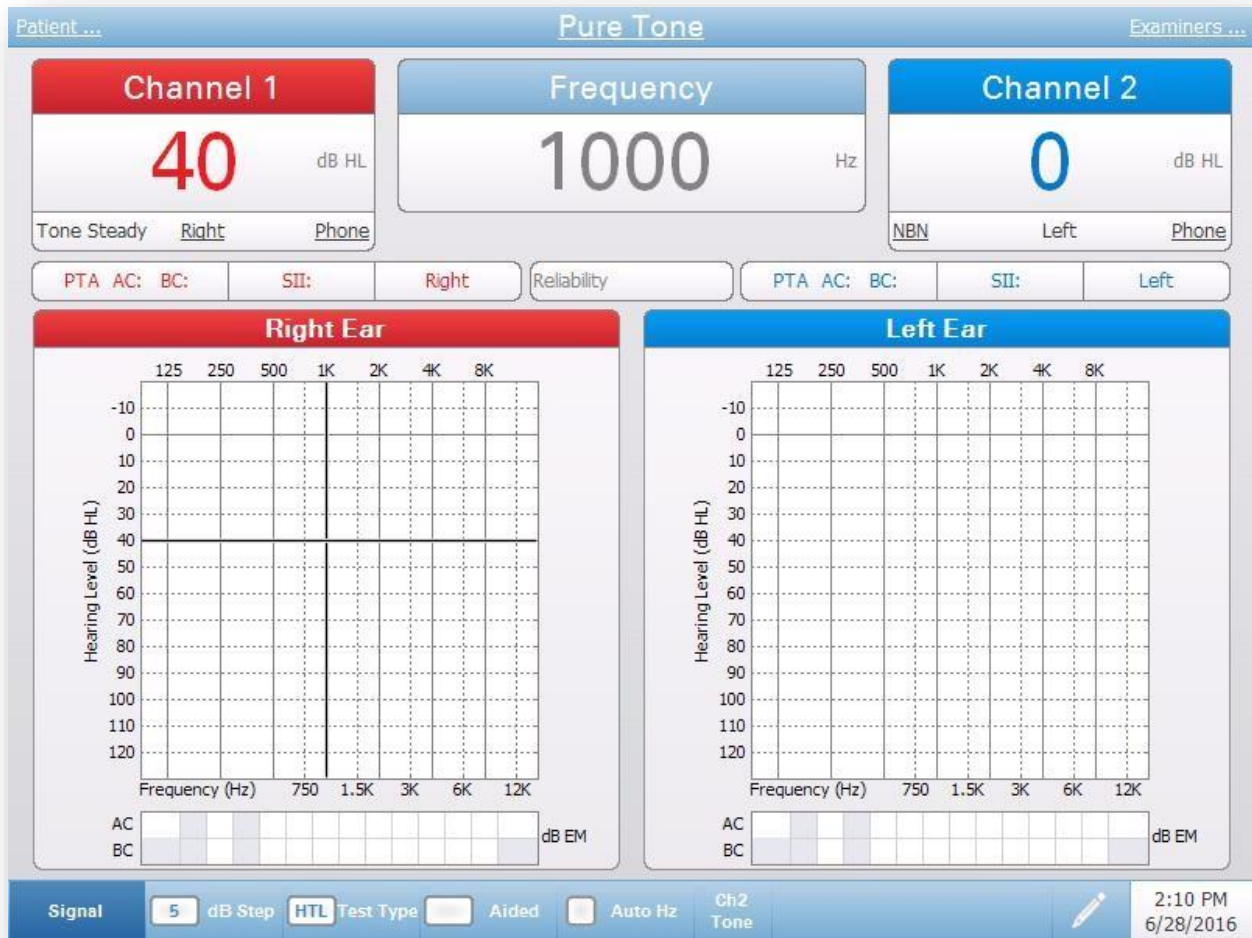 Patient ... Pure Tone Examiners ...
Channel 1 Frequency Channel 2
40 dB HL 1000 Hz 0 dB HL
Tone Steady Right Phone NBN Left Phone
PTA AC: BC: SII: Right Reliability PTA AC: BC: SII: Left
Right Ear
125 250 500 1K 2K 4K 8K
-10
0
10
20
30
40
50
60
70
80
90
100
110
120
Hearing Level (dB HL)
Frequency (Hz) 750 1.5K 3K 6K 12K
AC
BC
dB EM
Left Ear
125 250 500 1K 2K 4K 8K
-10
0
10
20
30
40
50
60
70
80
90
100
110
120
Hearing Level (dB HL)
Frequency (Hz) 750 1.5K 3K 6K 12K
AC
BC
dB EM
Signal 5 dB Step HTL Test Type Aided Auto Hz
Ch2
Tone
2:10 PM
6/28/2016